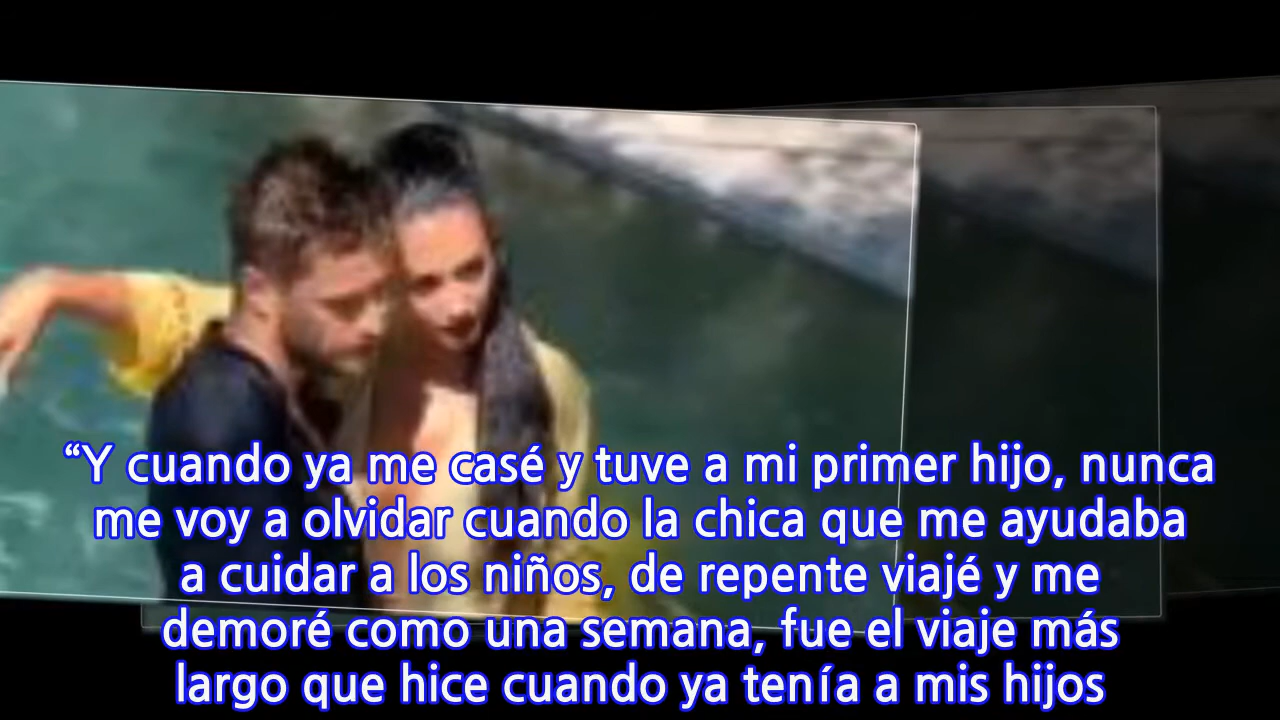 “Y cuando ya me casé y tuve a mi primer hijo, nunca
me voy a olvidar cuando la chica que me ayudaba
a cuidar a los niños, de repente viajé y me
demoré como una semana, fue el viaje más
largo que hice cuando ya tenía a mis hijos